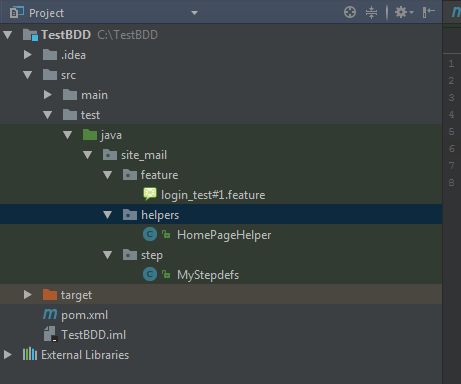 Project
TestBDD C:\TestBDD
.idea
src
main
test
java
site_mail
feature
login_test#1.feature
helpers
HomePageHelper
step
MyStepdefs
target
m pom.xml
TestBDD.iml
External Libraries
m
1
2
3
4
5
6
7
8